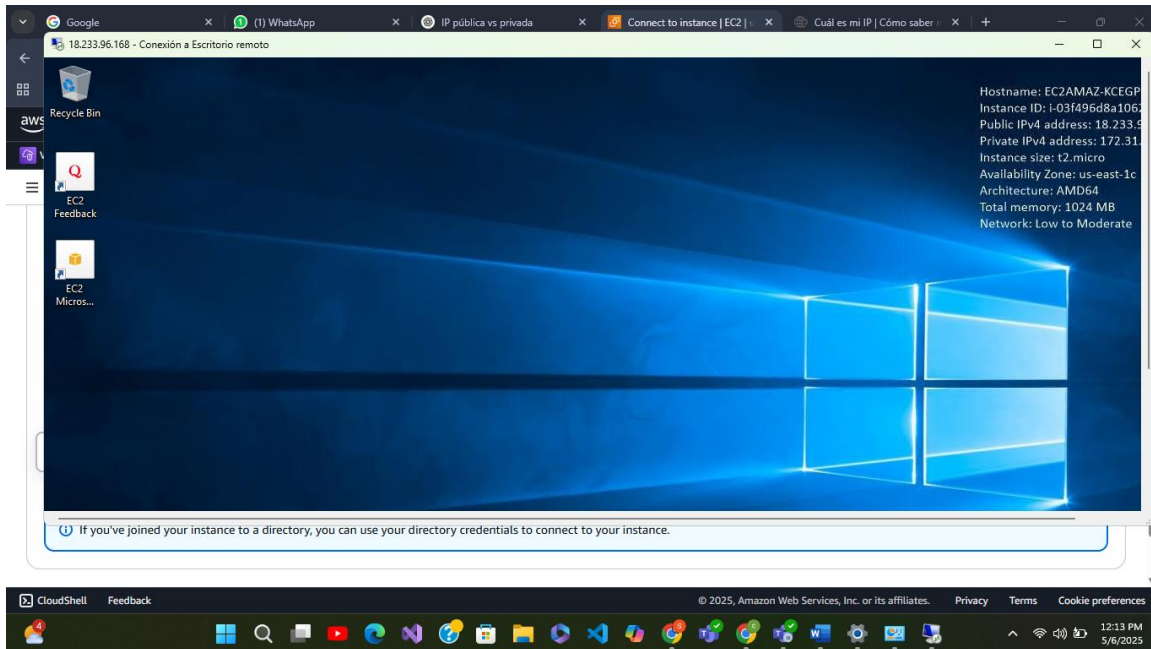 Google
(1) WhatsApp
IP pública vs privada
Connect to instance | EC2 | u
Cuál es mi IP | Cómo saber
18.233.96.168 - Conexión a Escritorio remoto
aws
Recycle Bin
Q
EC2
Feedback
EC2
Micros...
Hostname: EC2AMAZ-KCEGP
Instance ID: i-03f496d8a1062
Public IPv4 address: 18.233.9
Private IPv4 address: 172.31.
Instance size: t2.micro
Availability Zone: us-east-1c
Architecture: AMD64
Total memory: 1024 MB
Network: Low to Moderate
If you've joined your instance to a directory, you can use your directory credentials to connect to your instance.
CloudShell Feedback
© 2025, Amazon Web Services, Inc. or its affiliates. Privacy Terms Cookie preferences
4
12:13 PM
5/6/2025